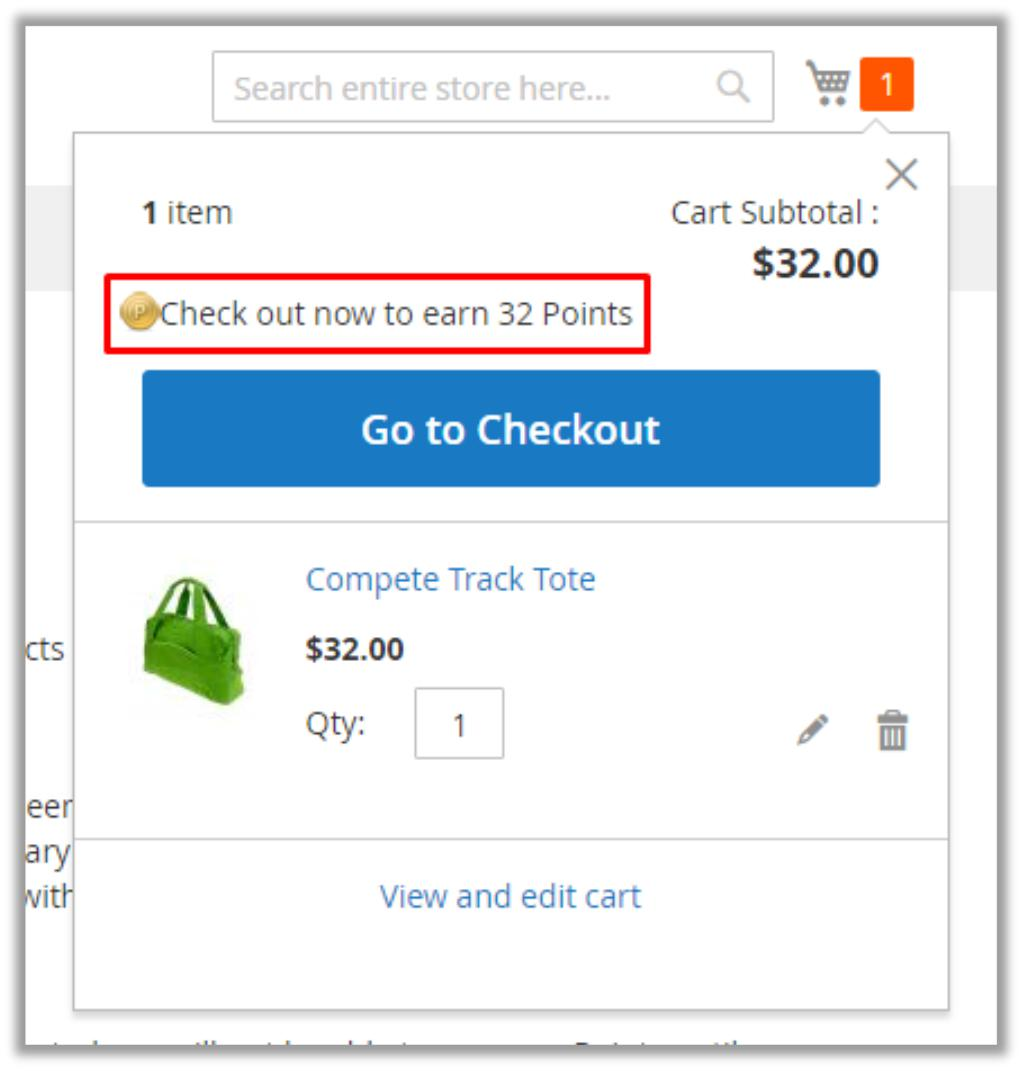 Search entire store here...
1
1 item
Cart Subtotal :
$32.00
P
Check out now to earn 32 Points
Go to Checkout
Compete Track Tote
$32.00
cts
Qty: 1
eer
ary
with
View and edit cart